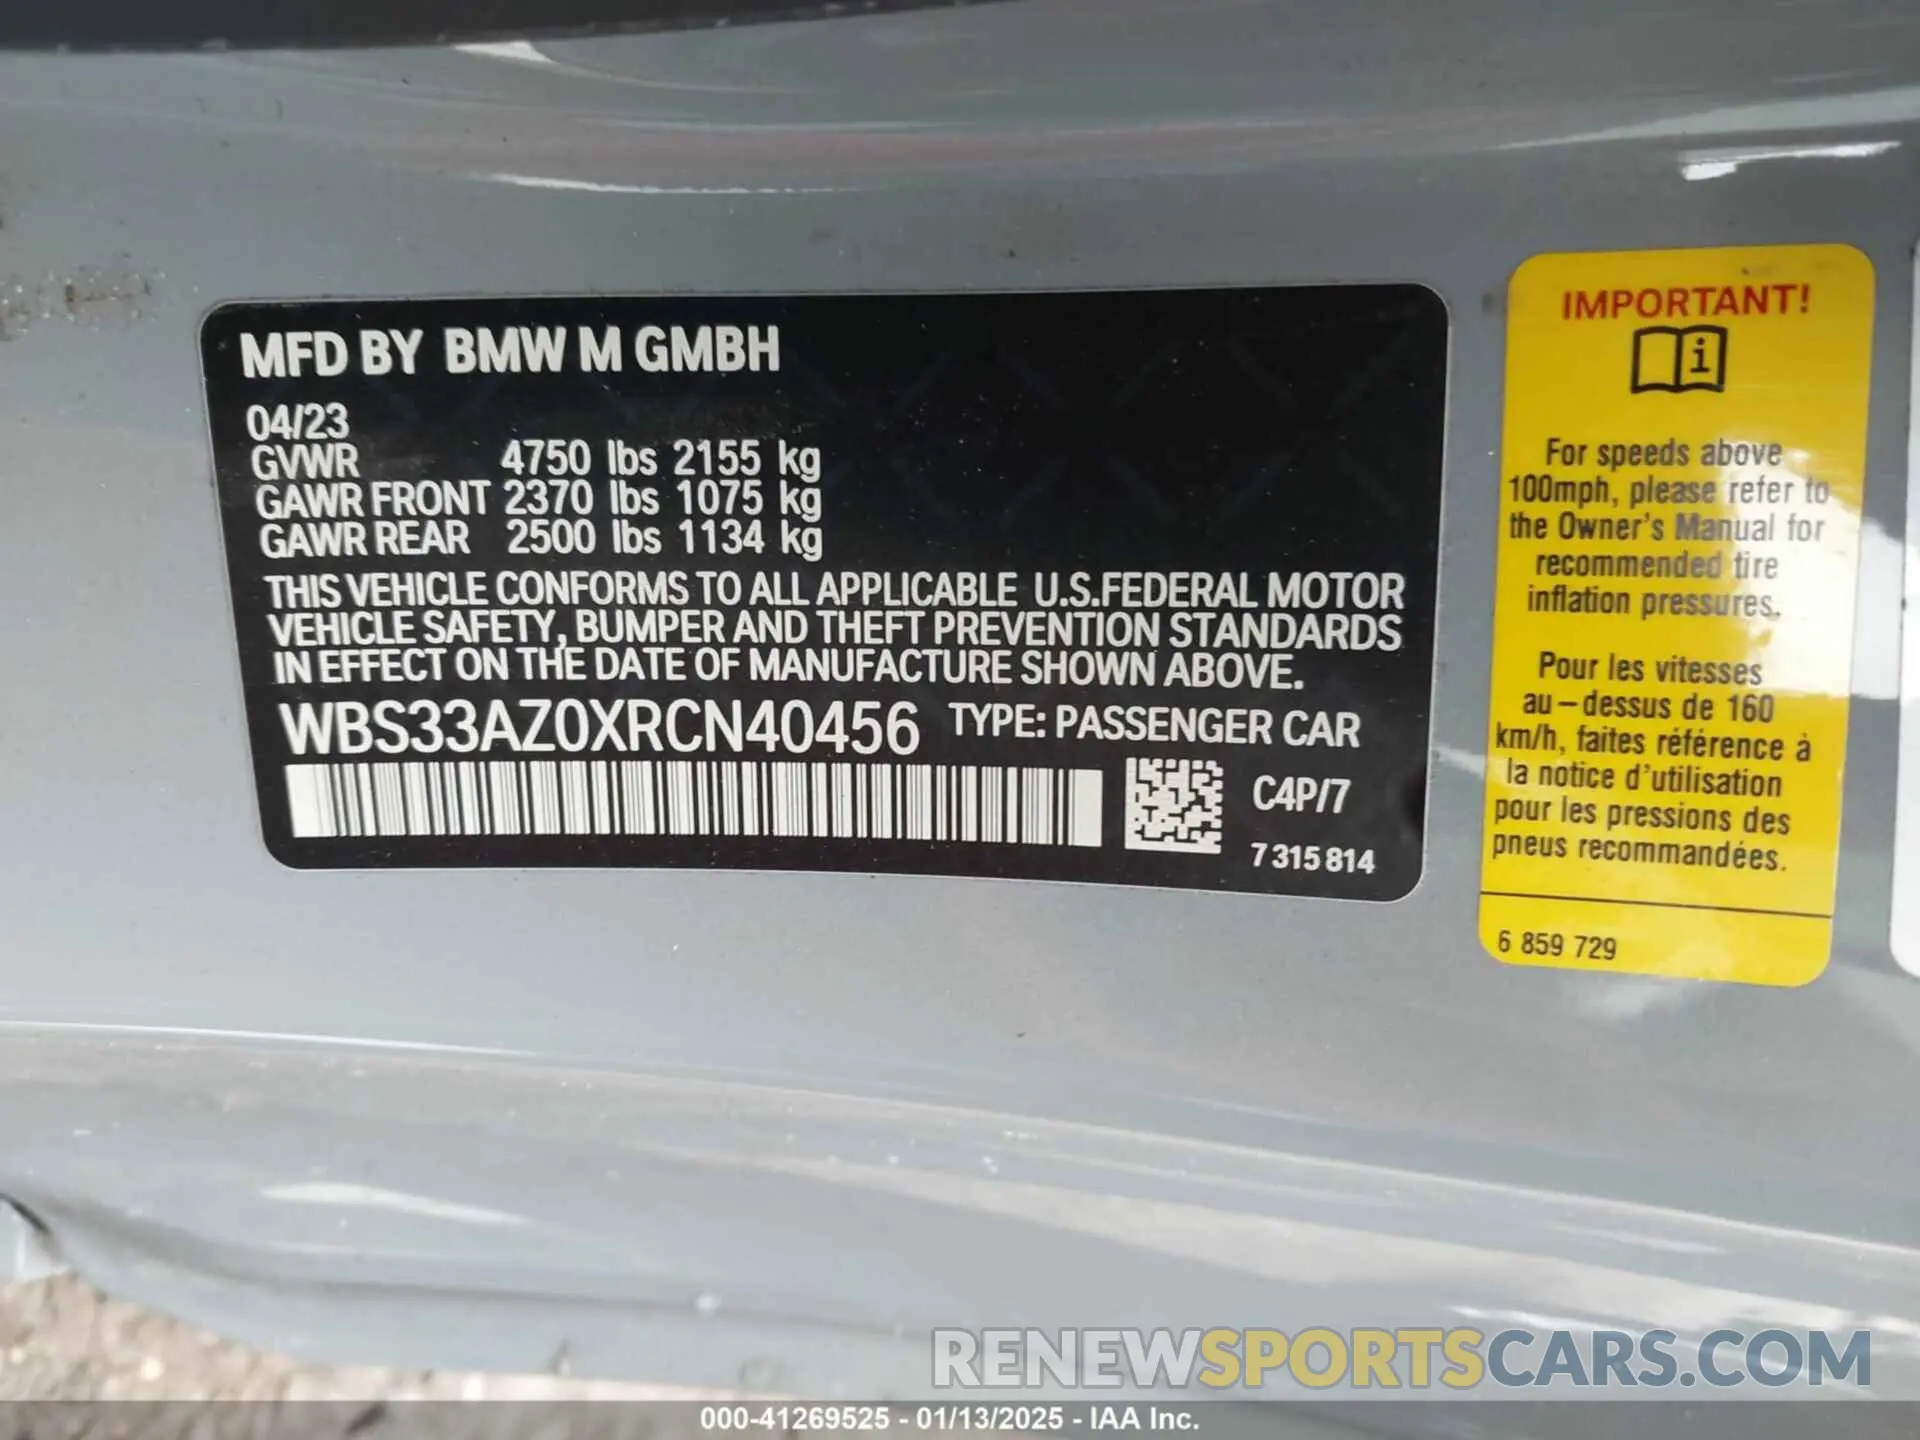 MFD BY BMW M GMBH
04/23
GVWR 4750 lbs 2155 kg
GAWR FRONT 2370 lbs 1075 kg
GAWR REAR 2500 lbs 1134 kg
THIS VEHICLE CONFORMS TO ALL APPLICABLE U.S.FEDERAL MOTOR
VEHICLE SAFETY, BUMPER AND THEFT PREVENTION STANDARDS
IN EFFECT ON THE DATE OF MANUFACTURE SHOWN ABOVE.
WBS33AZ0XRCN40456 TYPE: PASSENGER CAR
C4P/7
7 315 814
IMPORTANT!
i
For speeds above
100mph, please refer to
the Owner's Manual for
recommended tire
inflation pressures.
Pour les vitesses
au-dessus de 160
km/h, faites référence à
la notice d'utilisation
pour les pressions des
pneus recommandées.
6 859 729
RENEWSPORTSCARS.COM
000-41269525 - 01/13/2025 - IAA Inc.